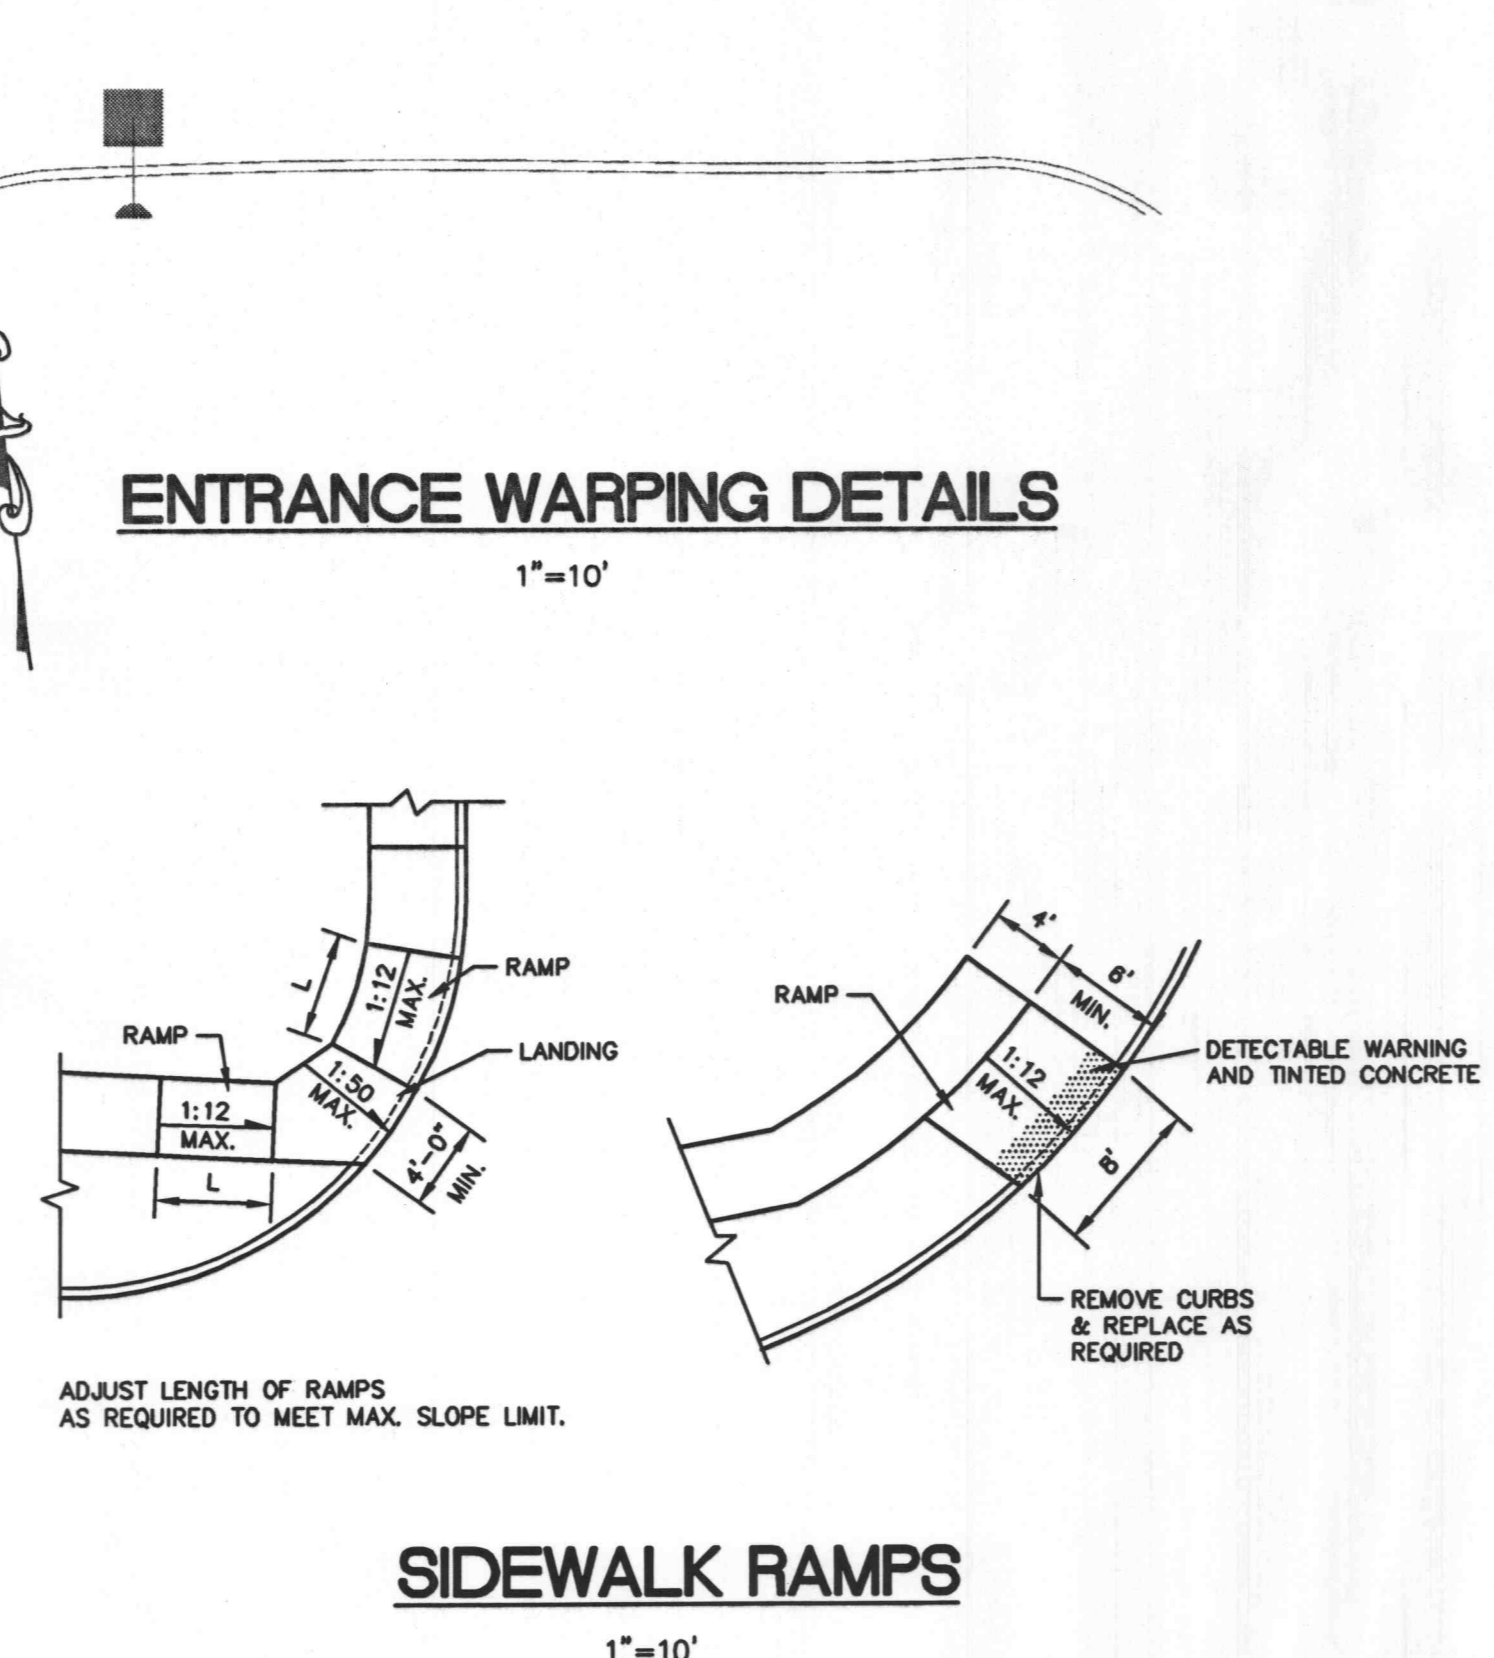 ENTRANCE WARPING DETAILS
1"=10'
L
1:12
MAX.
RAMP
RAMP
LANDING
1:50
MAX.
1:12
MAX.
L
4'-0"
MIN.
ADJUST LENGTH OF RAMPS
AS REQUIRED TO MEET MAX. SLOPE LIMIT.
4'
6'
MIN.
RAMP
1:12
MAX.
DETECTABLE WARNING
AND TINTED CONCRETE
8'
REMOVE CURBS
& REPLACE AS
REQUIRED
SIDEWALK RAMPS
1"=10'